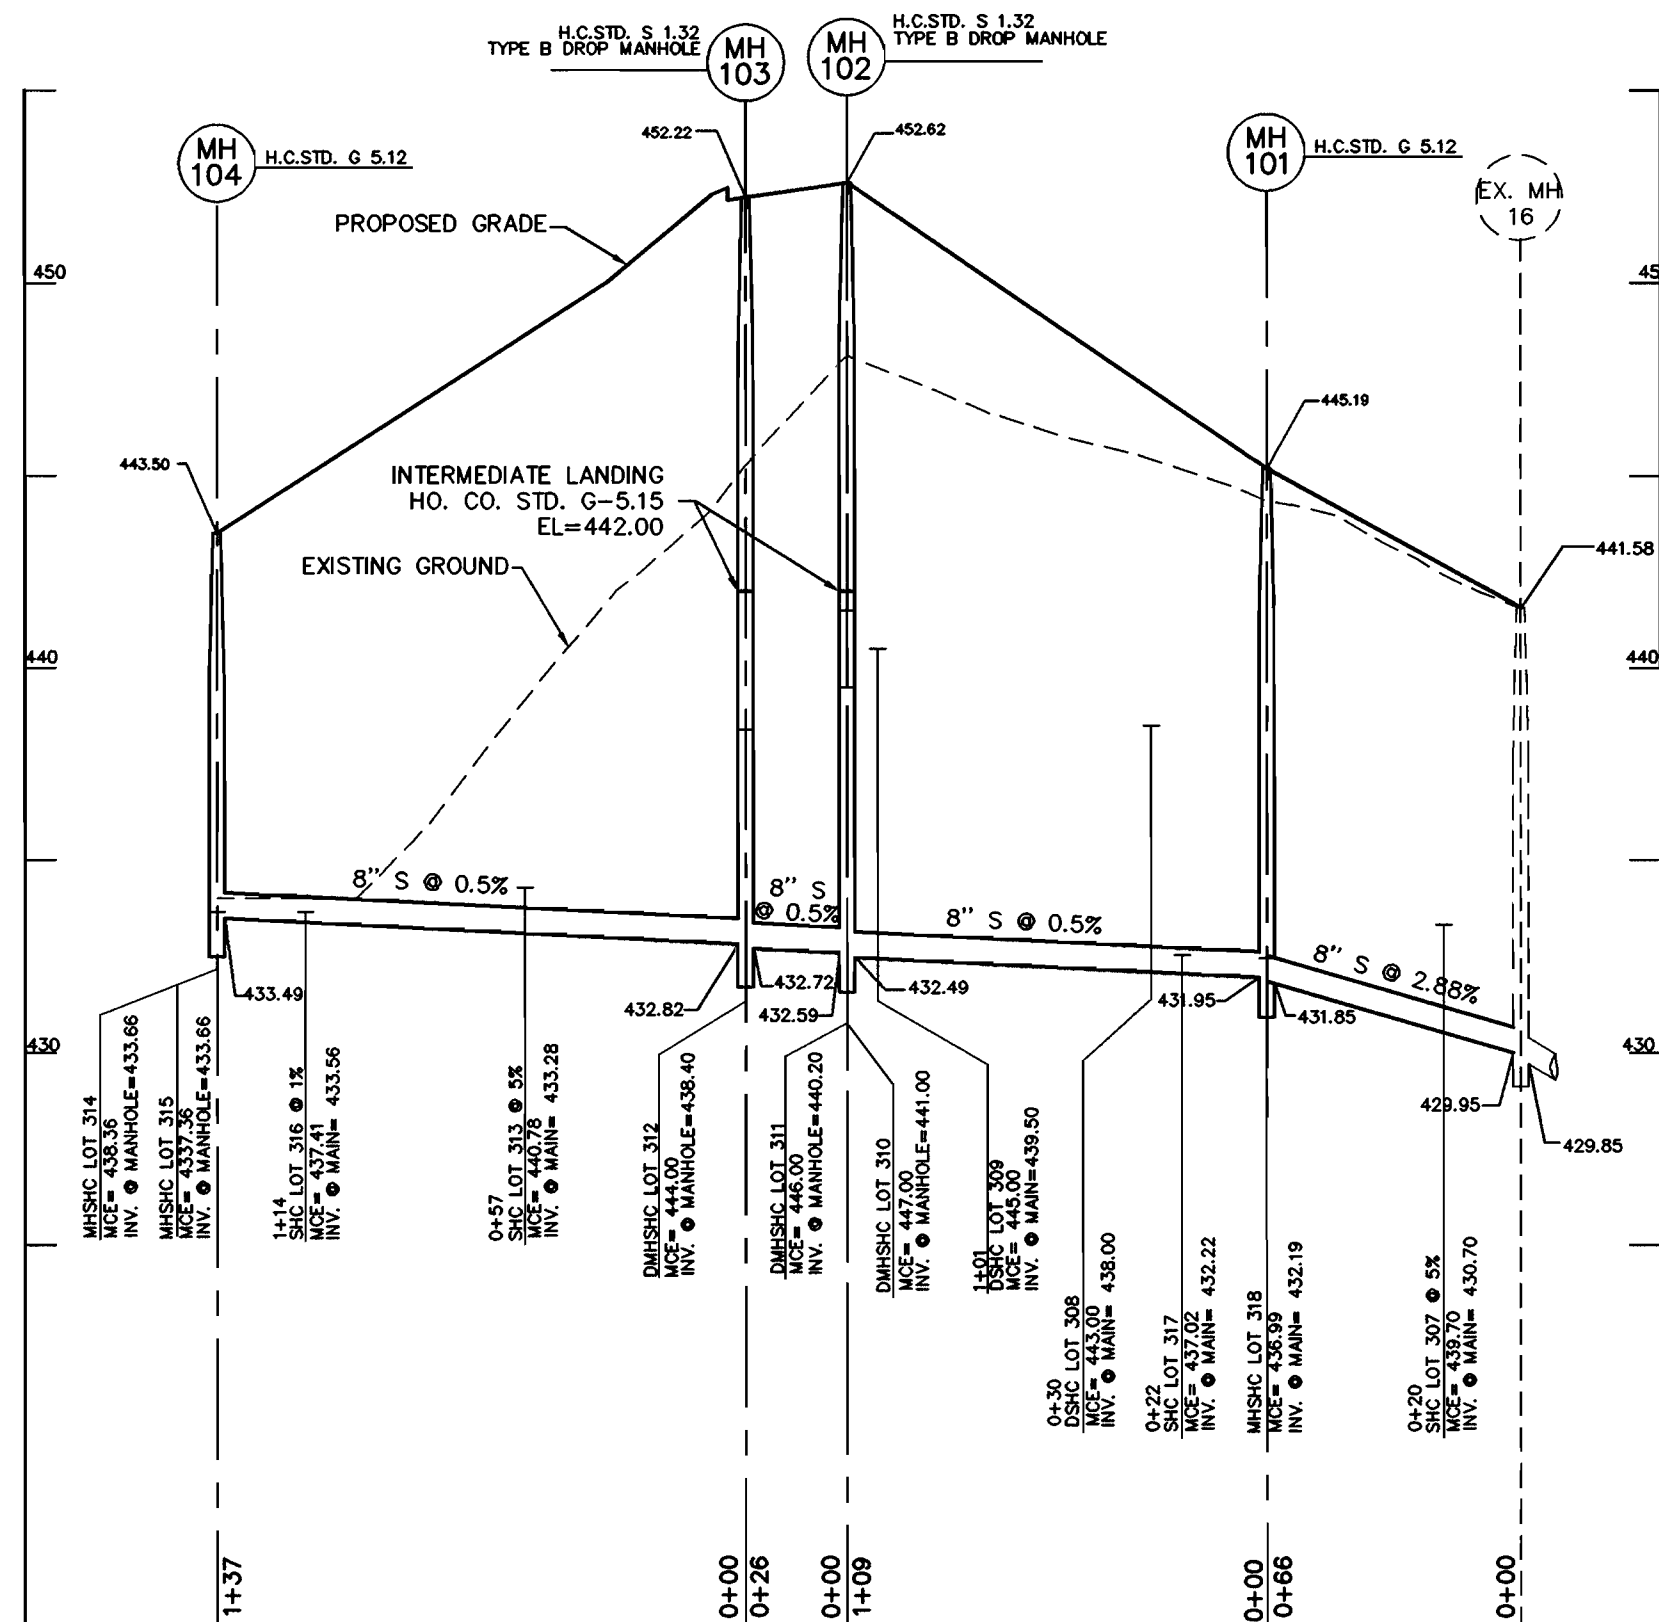 H.C.STD. S 1.32
TYPE B DROP MANHOLE
MH
103
MH
102
H.C.STD. S 1.32
TYPE B DROP MANHOLE
MH
104
H.C.STD. G 5.12
452.22
452.62
MH
101
H.C.STD. G 5.12
EX. MH
16
PROPOSED GRADE
450
45
445.19
443.50
INTERMEDIATE LANDING
HO. CO. STD. G-5.15
EL=442.00
EXISTING GROUND
441.58
440
440
8" S @ 0.5%
8" S
@ 0.5%
8" S @ 0.5%
8" S @ 2.88%
433.49
432.82
432.72
432.59
432.49
431.95
431.85
430
430
429.95
429.85
MHSHC LOT 314
MCE= 438.36
INV. @ MANHOLE=433.66
MHSHC LOT 315
MCE= 4337.36
INV. @ MANHOLE=433.66
1+14
SHC LOT 316 @ 1%
MCE= 437.41
INV. @ MAIN= 433.56
0+57
SHC LOT 313 @ 5%
MCE= 440.78
INV. @ MAIN= 433.28
DMHSHC LOT 312
MCE= 444.00
INV. @ MANHOLE=438.40
DMHSHC LOT 311
MCE= 446.00
INV. @ MANHOLE=440.20
DMHSHC LOT 310
MCE= 447.00
INV. @ MANHOLE=441.00
1+01
DSHC LOT 309
MCE= 445.00
INV. @ MAIN=439.50
0+30
DSHC LOT 308
MCE= 443.00
INV. @ MAIN= 438.00
0+22
SHC LOT 317
MCE= 437.02
INV. @ MAIN= 432.22
MHSHC LOT 318
MCE= 436.99
INV. @ MAIN= 432.19
0+20
SHC LOT 307 @ 5%
MCE= 439.70
INV. @ MAIN= 430.70
1+37
0+00
0+26
0+00
1+09
0+00
0+66
0+00